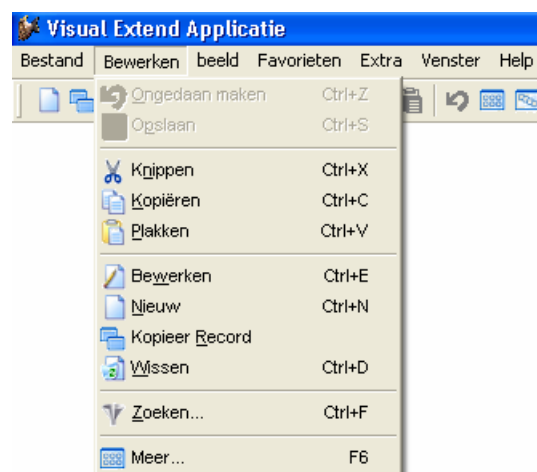 Visual Extend Applicatie
Bestand Bewerken beeld Favorieten Extra Venster Help
Ongedaan maken Ctrl+Z
Opslaan Ctrl+S
Knippen Ctrl+X
Kopiëren Ctrl+C
Plakken Ctrl+V
Bewerken Ctrl+E
Nieuw Ctrl+N
Kopieer Record
Wissen Ctrl+D
Zoeken... Ctrl+F
Meer... F6